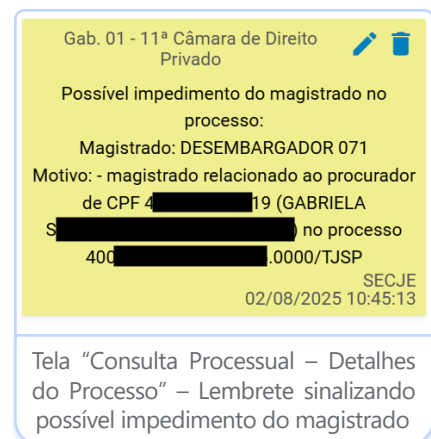 Gab. 01 - 11ª Câmara de Direito
Privado
Possível impedimento do magistrado no
processo:
Magistrado: DESEMBARGADOR 071
Motivo: - magistrado relacionado ao procurador
de CPF 4 19 (GABRIELA
S ) no processo
400 .0000/TJSP
SECJE
02/08/2025 10:45:13
Tela “Consulta Processual – Detalhes
do Processo” – Lembrete sinalizando
possível impedimento do magistrado